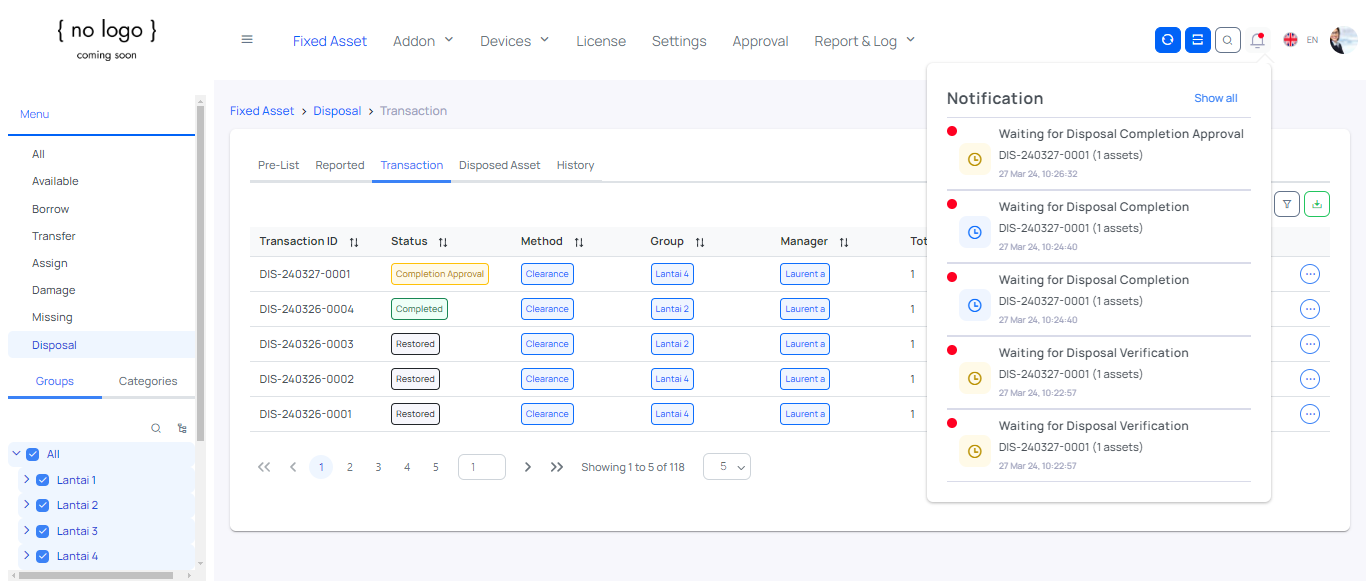 { no logo }
coming soon
Fixed Asset
Addon
Devices
License
Settings
Approval
Report & Log
EN
Menu
All
Available
Borrow
Transfer
Assign
Damage
Missing
Disposal
Groups
Categories
All
Lantai 1
Lantai 2
Lantai 3
Lantai 4
Fixed Asset > Disposal > Transaction
Pre-List
Reported
Transaction
Disposed Asset
History
Transaction ID
Status
Method
Group
Manager
Tot
DIS-240327-0001
Completion Approval
Clearance
Lantai 4
Laurent a
1
DIS-240326-0004
Completed
Clearance
Lantai 2
Laurent a
1
DIS-240326-0003
Restored
Clearance
Lantai 2
Laurent a
1
DIS-240326-0002
Restored
Clearance
Lantai 4
Laurent a
1
DIS-240326-0001
Restored
Clearance
Lantai 4
Laurent a
1
1
2
3
4
5
1
Showing 1 to 5 of 118
5
Notification
Show all
Waiting for Disposal Completion Approval
DIS-240327-0001 (1 assets)
27 Mar 24, 10:26:32
Waiting for Disposal Completion
DIS-240327-0001 (1 assets)
27 Mar 24, 10:24:40
Waiting for Disposal Completion
DIS-240327-0001 (1 assets)
27 Mar 24, 10:24:40
Waiting for Disposal Verification
DIS-240327-0001 (1 assets)
27 Mar 24, 10:22:57
Waiting for Disposal Verification
DIS-240327-0001 (1 assets)
27 Mar 24, 10:22:57